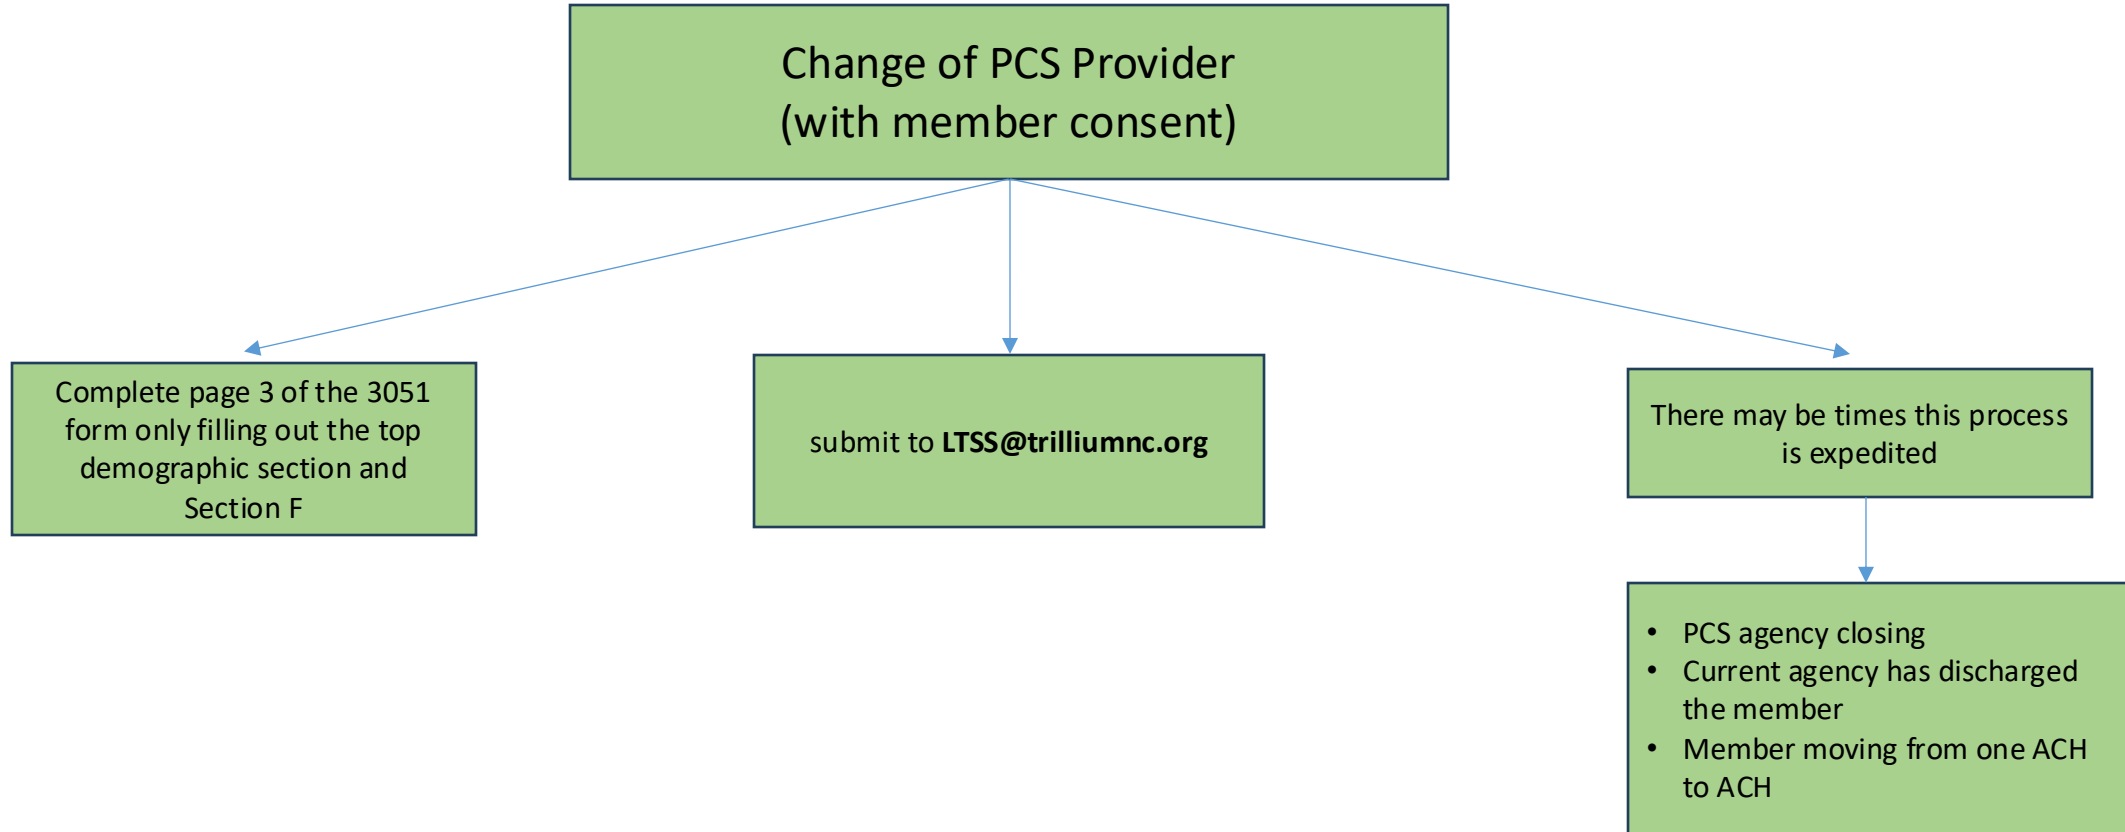 Change of PCS Provider
(with member consent)
Complete page 3 of the 3051
form only filling out the top
demographic section and
Section F
submit to LTSS@trilliumnc.org
There may be times this process
is expedited
• PCS agency closing
• Current agency has discharged
the member
• Member moving from one ACH
to ACH